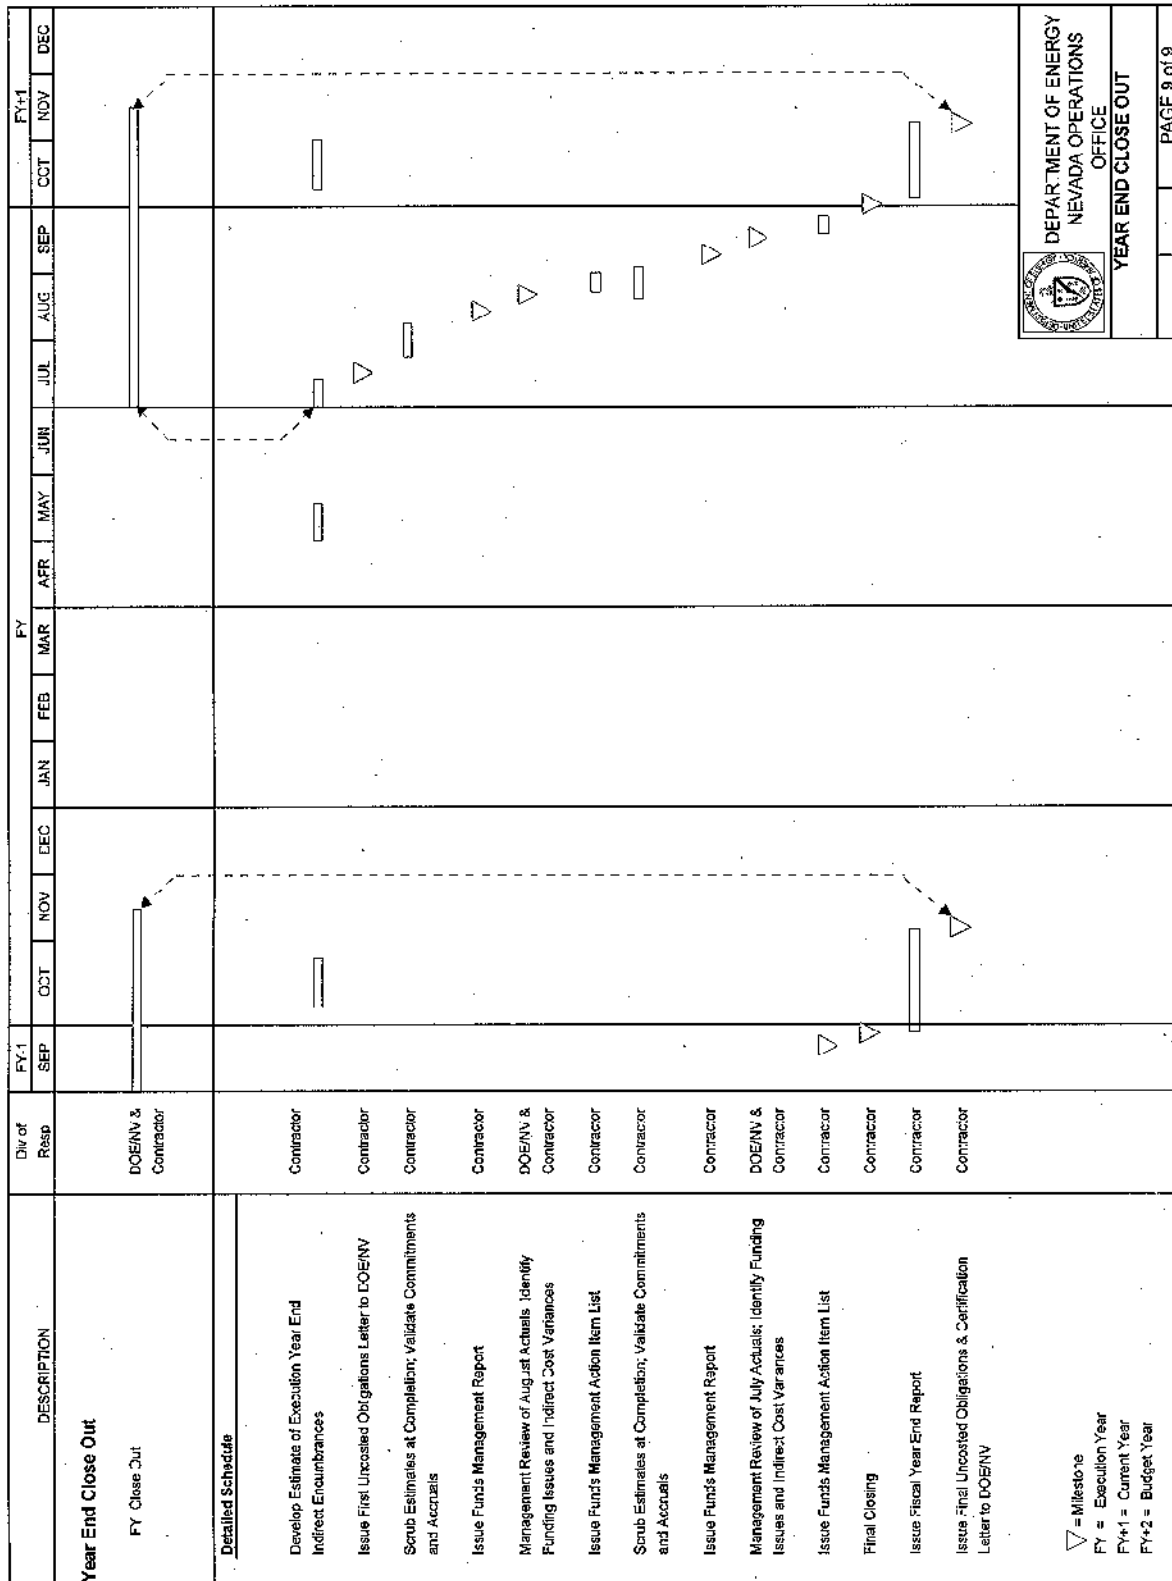 DESCRIPTION
Div of
Resp
FY-1
FY
FY+1
SEP
OCT
NOV
DEC
JAN
FEB
MAR
APR
MAY
JUN
JUL
AUG
SEP
OCT
NOV
DEC
Year End Close Out
FY Close Out
DOE/NV &
Contractor
Detailed Schedule
Develop Estimate of Execution Year End
Indirect Encumbrances
Contractor
Issue First Uncosted Obligations Letter to DOE/NV
Contractor
Scrub Estimates at Completion; Validate Commitments
and Accruals
Contractor
Issue Funds Management Report
Contractor
Management Review of August Actuals Identify
Funding Issues and Indirect Cost Variances
DOE/NV &
Contractor
Issue Funds Management Action Item List
Contractor
Scrub Estimates at Completion; Validate Commitments
and Accruals
Contractor
Issue Funds Management Report
Contractor
Management Review of July Actuals; Identify Funding
Issues and Indirect Cost Variances
DOE/NV &
Contractor
Issue Funds Management Action Item List
Contractor
Final Closing
Contractor
Issue Fiscal Year End Report
Contractor
Issue Final Uncosted Obligations & Certification
Letter to DOE/NV
Contractor
▽ = Milestone
FY = Execution Year
FY+1 = Current Year
FY+2 = Budget Year
DEPARTMENT OF ENERGY
NEVADA OPERATIONS
OFFICE
YEAR END CLOSE OUT
PAGE 9 of 9